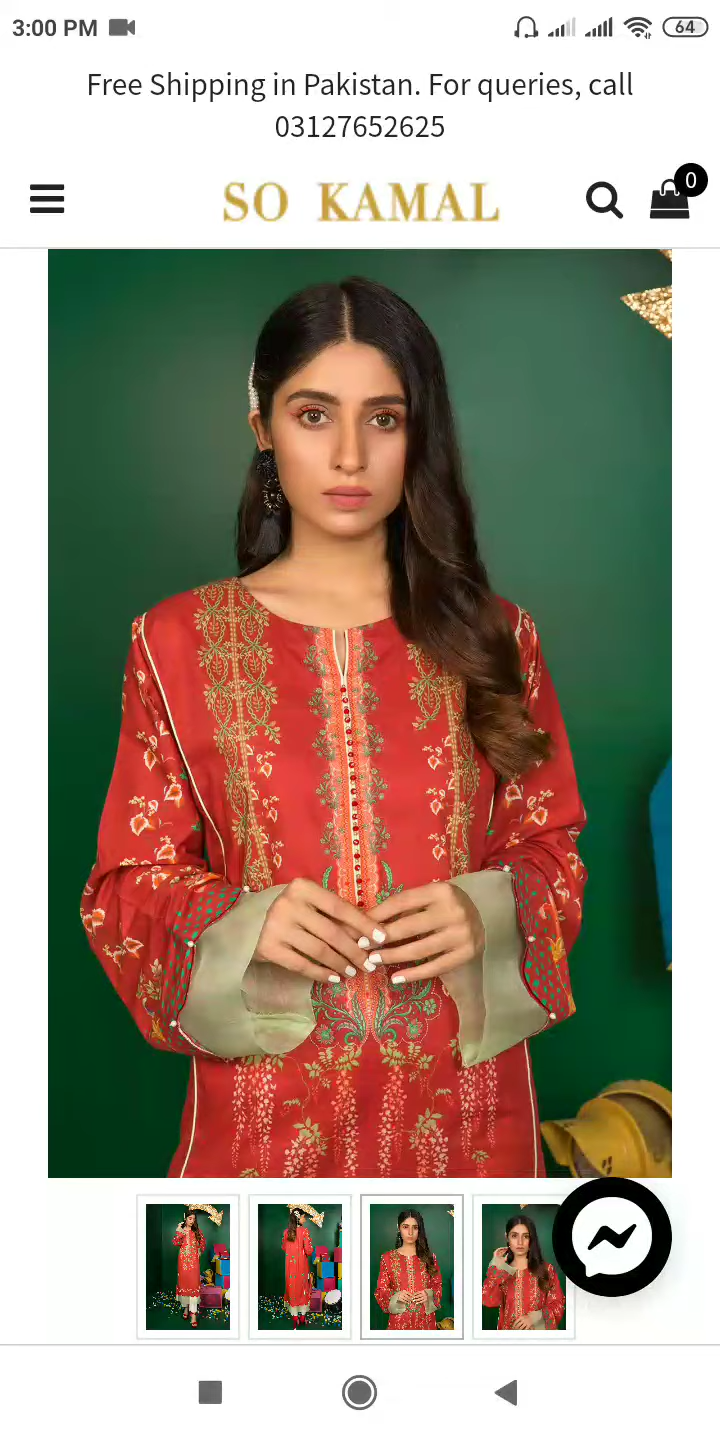 3:00 PM
64
Free Shipping in Pakistan. For queries, call
03127652625
SO KAMAL
0